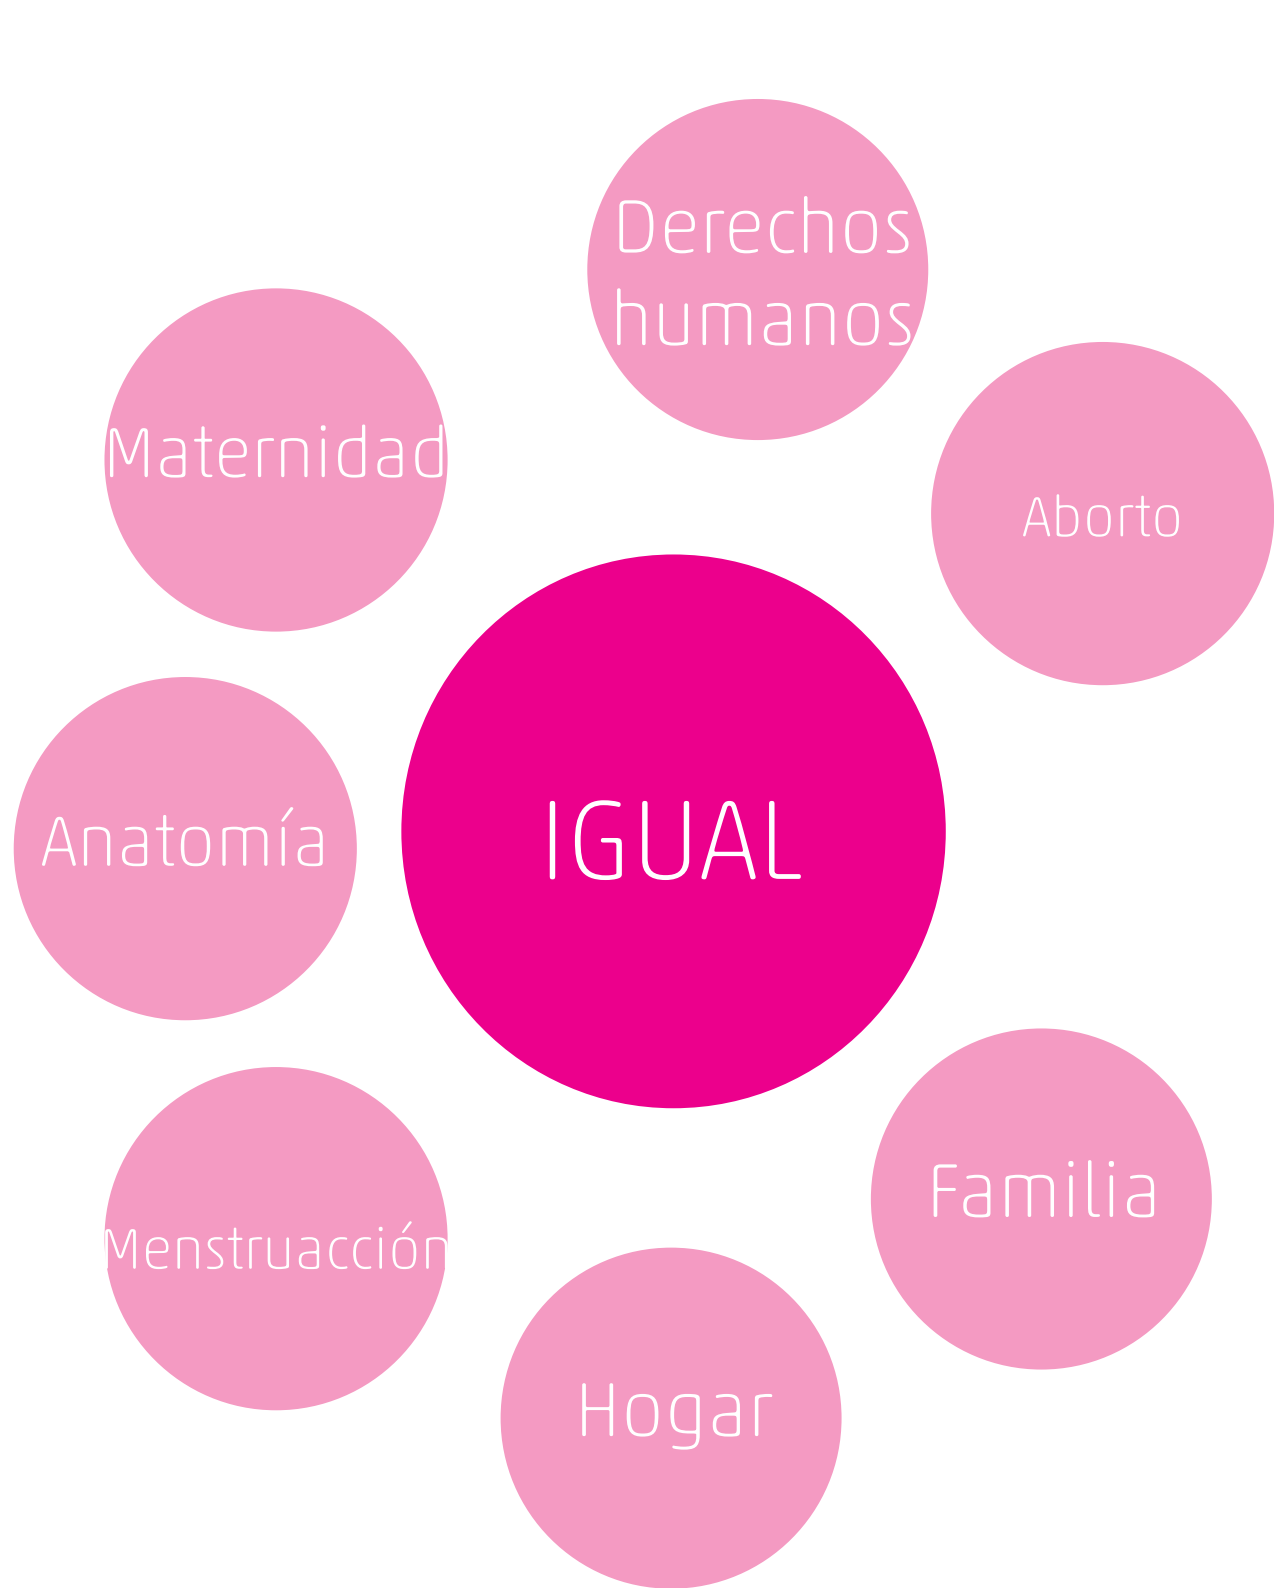 Derechos
humanos
Maternidad
Aborto
IGUAL
Anatomía
Familia
Menstruacción
Hogar